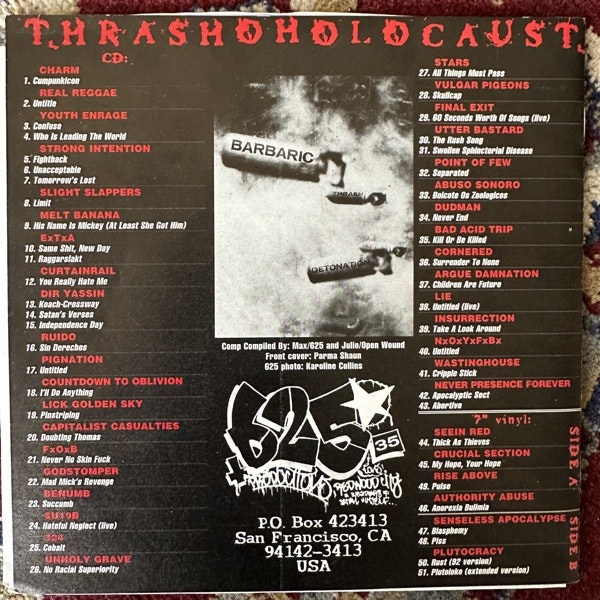 THRASHOHOLOCAUST
CD:
CHARM
1. Cumpunkicon
REAL REGGAE
2. Untitle
YOUTH ENRAGE
3. Confuse
4. Who Is Leading The World
STRONG INTENTION
5. Fightback
6. Unacceptable
7. Tomorrow's Lost
SLIGHT SLAPPERS
8. Limit
MELT BANANA
9. His Name Is Mickey (At Least She Got Him)
ExTxA
10. Same Shit, New Day
11. Raggarslakt
CURTAINRAIL
12. You Really Hate Me
DIR YASSIN
13. Koach-Crossway
14. Satan's Verses
15. Independence Day
RUIDO
16. Sin Derechos
PIGNATION
17. Untitled
COUNTDOWN TO OBLIVION
18. I'll Do Anything
LICK GOLDEN SKY
19. Pinstriping
CAPITALIST CASUALTIES
20. Doubting Thomas
FxOxB
21. Never No Skin Fuck
GODSTOMPER
22. Mad Mick's Revenge
BENUMB
23. Succumb
SU19B
24. Hateful Neglect (live)
324
25. Cobalt
UNHOLY GRAVE
26. No Racial Superiority
BARBARIC
THRASH
DETONATION
Comp Compiled By: Max/625 and Julio/Open Wound
Front cover: Parma Shaun
625 photo: Karoline Collins
625
35
PRODUCTIONS
REDWOOD CITY
P.O. Box 423413
San Francisco, CA
94142-3413
USA
STARS
27. All Things Must Pass
VULGAR PIGEONS
28. Skullcap
FINAL EXIT
29. 60 Seconds Worth Of Songs (live)
UTTER BASTARD
30. The Rush Song
31. Swollen Sphincterial Disease
POINT OF FEW
32. Separated
ABUSO SONORO
33. Boicote Os Zoologicos
DUDMAN
34. Never End
BAD ACID TRIP
35. Kill Or Be Killed
CORNERED
36. Surrender To None
ARGUE DAMNATION
37. Children Are Future
LIE
38. Untitled (live)
INSURRECTION
39. Take A Look Around
NxOxYxFxBx
40. Untitled
WASTINGHOUSE
41. Cripple Stick
NEVER PRESENCE FOREVER
42. Apocalyptic Sect
43. Abortive
7" vinyl:
SEEIN RED
44. Thick As Thieves
CRUCIAL SECTION
45. My Hope, Your Hope
RISE ABOVE
49. Pulse
AUTHORITY ABUSE
46. Anorexia Bulimia
SENSELESS APOCALYPSE
47. Blasphemy
48. Piss
PLUTOCRACY
50. Rust (92 version)
51. Plutoloko (extended version)
SIDE A
SIDE B